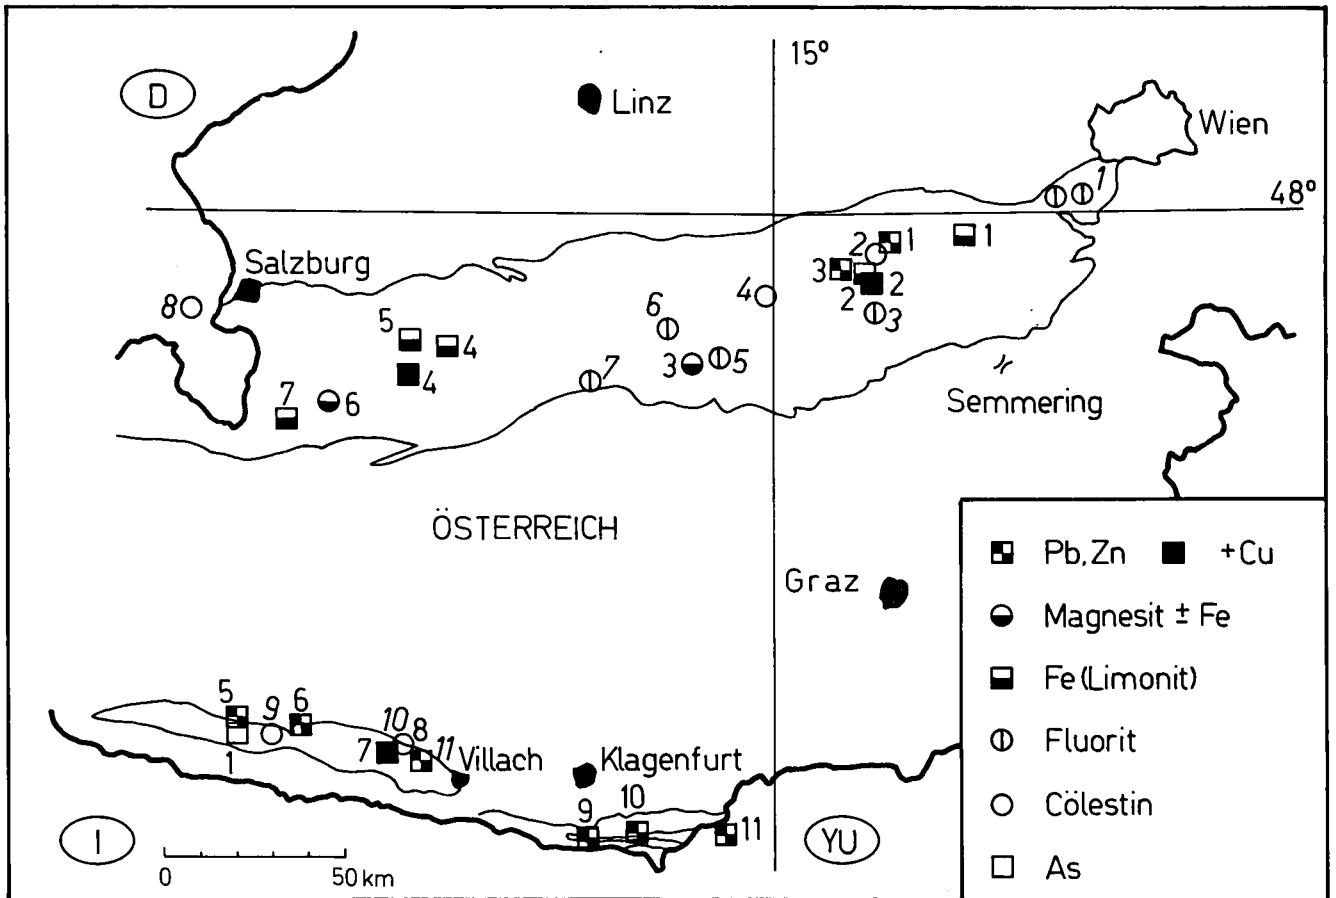 15°
D
Linz
Wien
1
48°
Salzburg
2
1
1
3
2
2
8
4
3
5
4
6
4
3
5
7
7
6
Semmering
ÖSTERREICH
Graz
5
9
6
10
8
7
11
1
Villach
Klagenfurt
9
10
11
I
YU
0
50 km
Pb,Zn
+Cu
Magnesit ± Fe
Fe (Limonit)
Fluorit
Cölestin
As